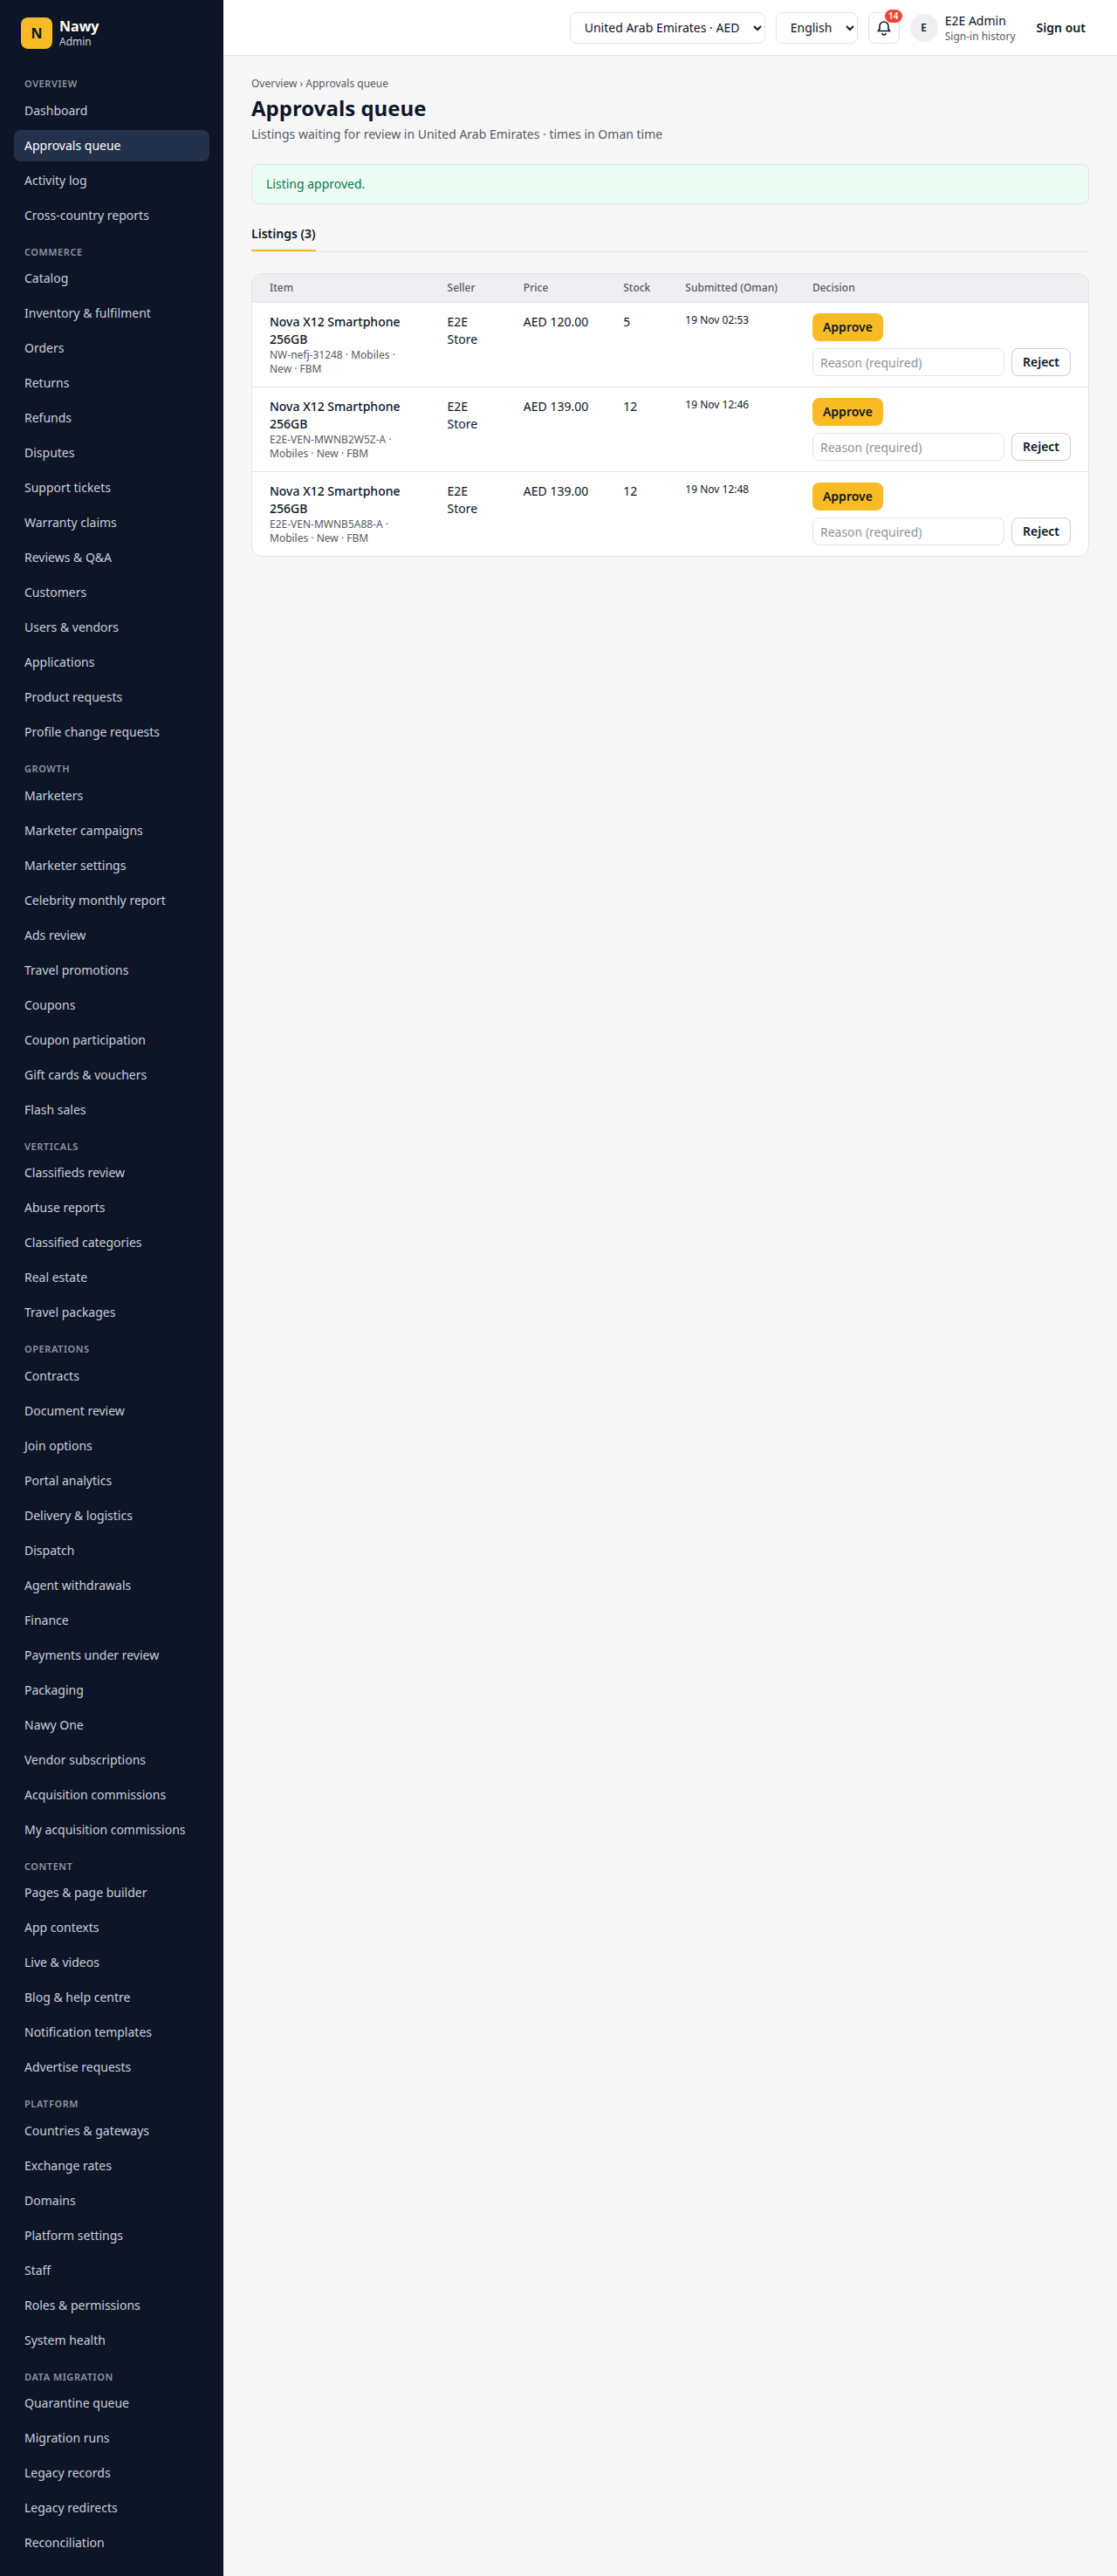 N
Nawy
Admin
OVERVIEW
Dashboard
Approvals queue
Activity log
Cross-country reports
COMMERCE
Catalog
Inventory & fulfilment
Orders
Returns
Refunds
Disputes
Support tickets
Warranty claims
Reviews & Q&A
Customers
Users & vendors
Applications
Product requests
Profile change requests
GROWTH
Marketers
Marketer campaigns
Marketer settings
Celebrity monthly report
Ads review
Travel promotions
Coupons
Coupon participation
Gift cards & vouchers
Flash sales
VERTICALS
Classifieds review
Abuse reports
Classified categories
Real estate
Travel packages
OPERATIONS
Contracts
Document review
Join options
Portal analytics
Delivery & logistics
Dispatch
Agent withdrawals
Finance
Payments under review
Packaging
Nawy One
Vendor subscriptions
Acquisition commissions
My acquisition commissions
CONTENT
Pages & page builder
App contexts
Live & videos
Blog & help centre
Notification templates
Advertise requests
PLATFORM
Countries & gateways
Exchange rates
Domains
Platform settings
Staff
Roles & permissions
System health
DATA MIGRATION
Quarantine queue
Migration runs
Legacy records
Legacy redirects
Reconciliation
United Arab Emirates · AED
English
14
E
E2E Admin
Sign-in history
Sign out
Overview › Approvals queue
Approvals queue
Listings waiting for review in United Arab Emirates · times in Oman time
Listing approved.
Listings (3)
Item Seller Price Stock Submitted (Oman) Decision
Nova X12 Smartphone
256GB
NW-nefj-31248 · Mobiles ·
New · FBM
E2E
Store
AED 120.00
5
19 Nov 02:53
Approve
Reason (required)
Reject
Nova X12 Smartphone
256GB
E2E-VEN-MWNB2W5Z-A ·
Mobiles · New · FBM
E2E
Store
AED 139.00
12
19 Nov 12:46
Approve
Reason (required)
Reject
Nova X12 Smartphone
256GB
E2E-VEN-MWNB5A88-A ·
Mobiles · New · FBM
E2E
Store
AED 139.00
12
19 Nov 12:48
Approve
Reason (required)
Reject